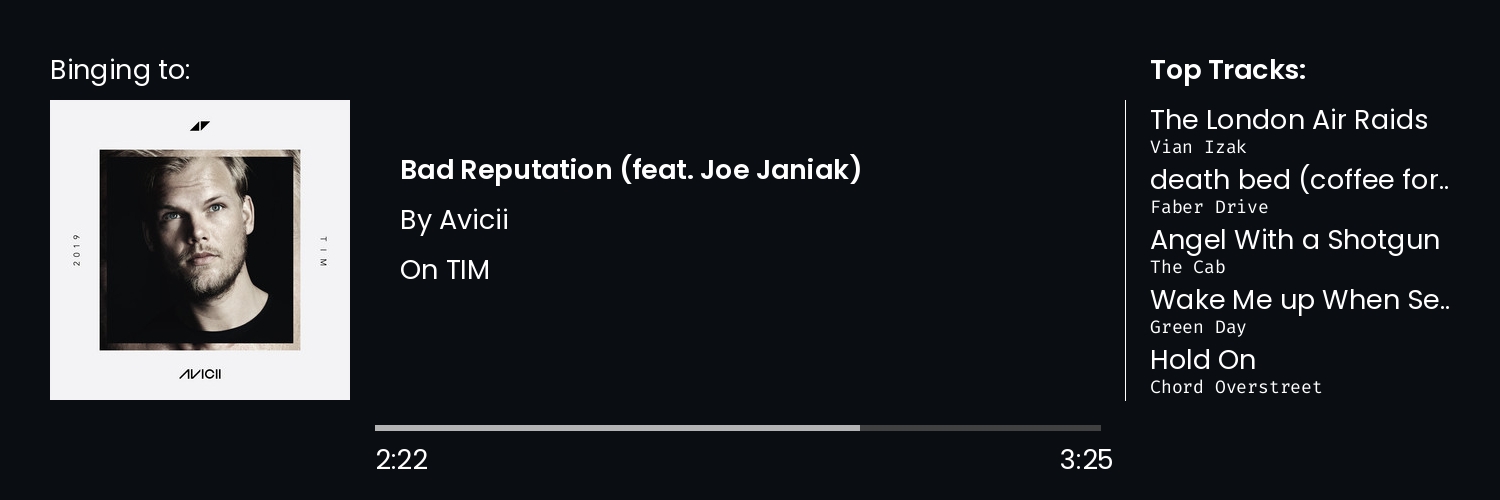 Binging to:
2019
TIM
AVICII
Bad Reputation (feat. Joe Janiak)
By Avicii
On TIM
2:22
3:25
Top Tracks:
The London Air Raids
Vian Izak
death bed (coffee for..
Faber Drive
Angel With a Shotgun
The Cab
Wake Me up When Se..
Green Day
Hold On
Chord Overstreet